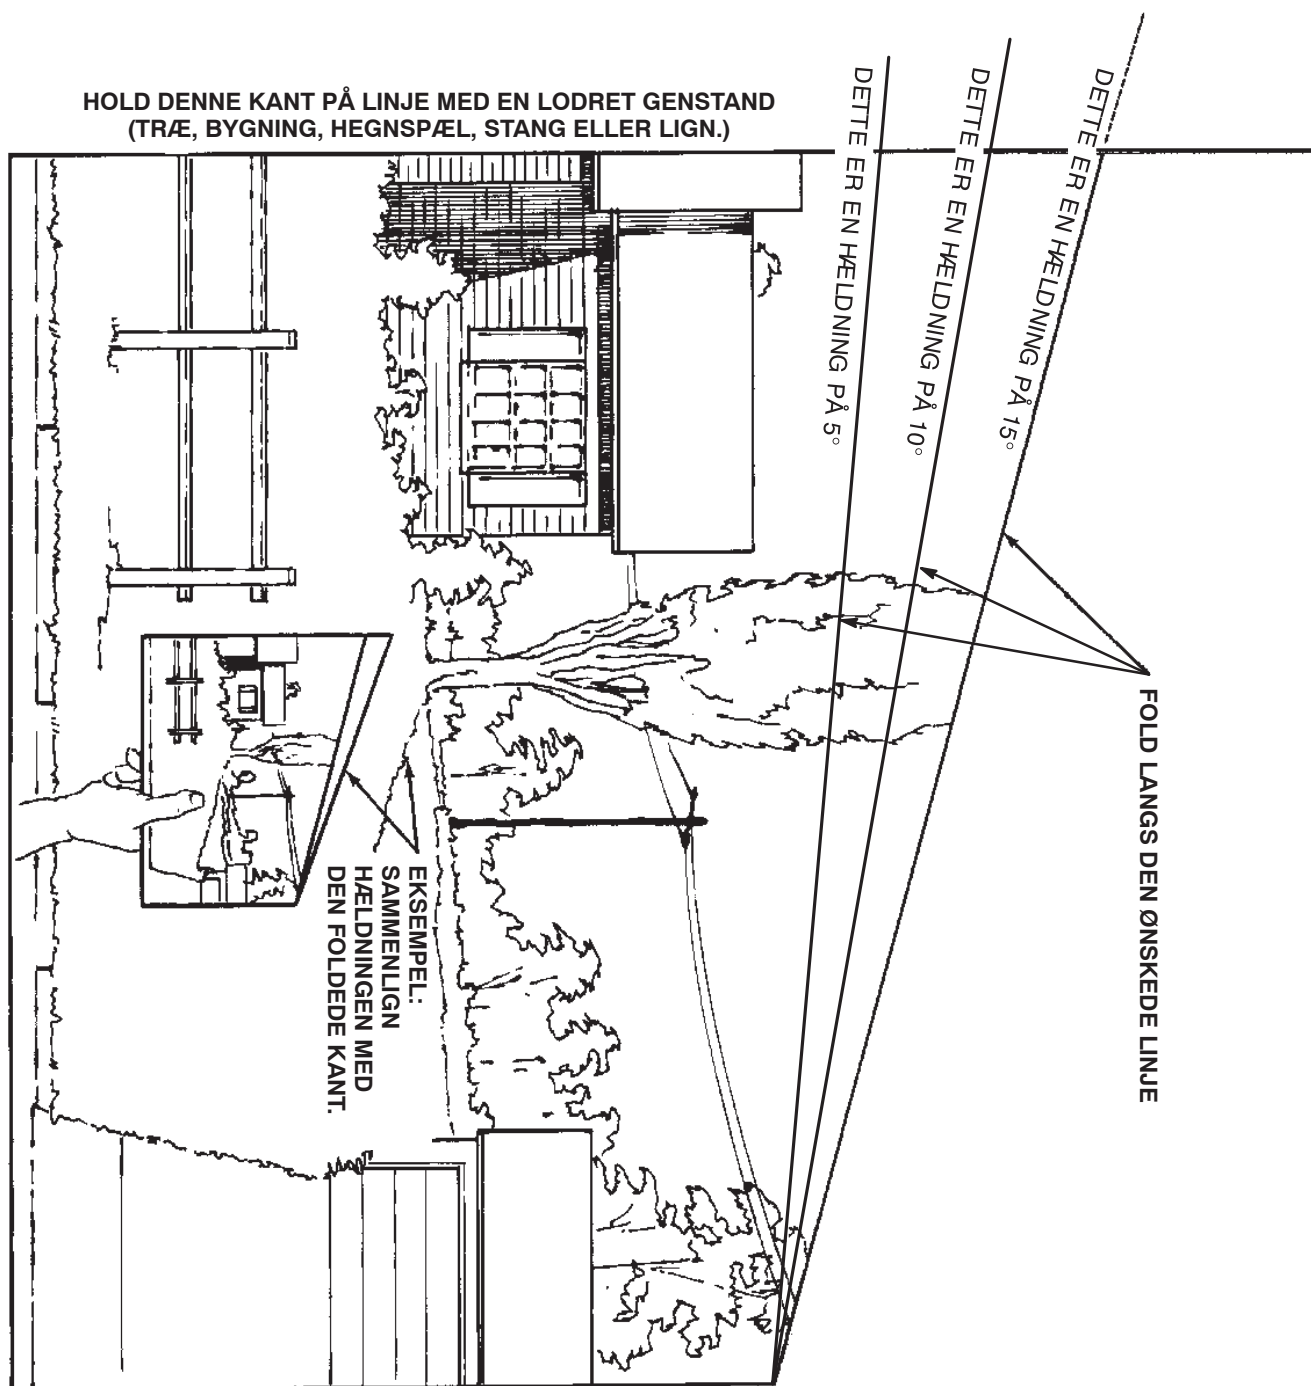 HOLD DENNE KANT PÅ LINJE MED EN LODRET GENSTAND
(TRÆ, BYGNING, HEGNSPÆL, STANG ELLER LIGN.)
DETTE ER EN HÆLDNING PÅ 5°
DETTE ER EN HÆLDNING PÅ 10°
DETTE ER EN HÆLDNING PÅ 15°
FOLD LANGS DEN ØNSKEDE LINJE
EKSEMPEL:
SAMMENLIGN
HÆLDNINGEN MED
DEN FOLDEDE KANT.